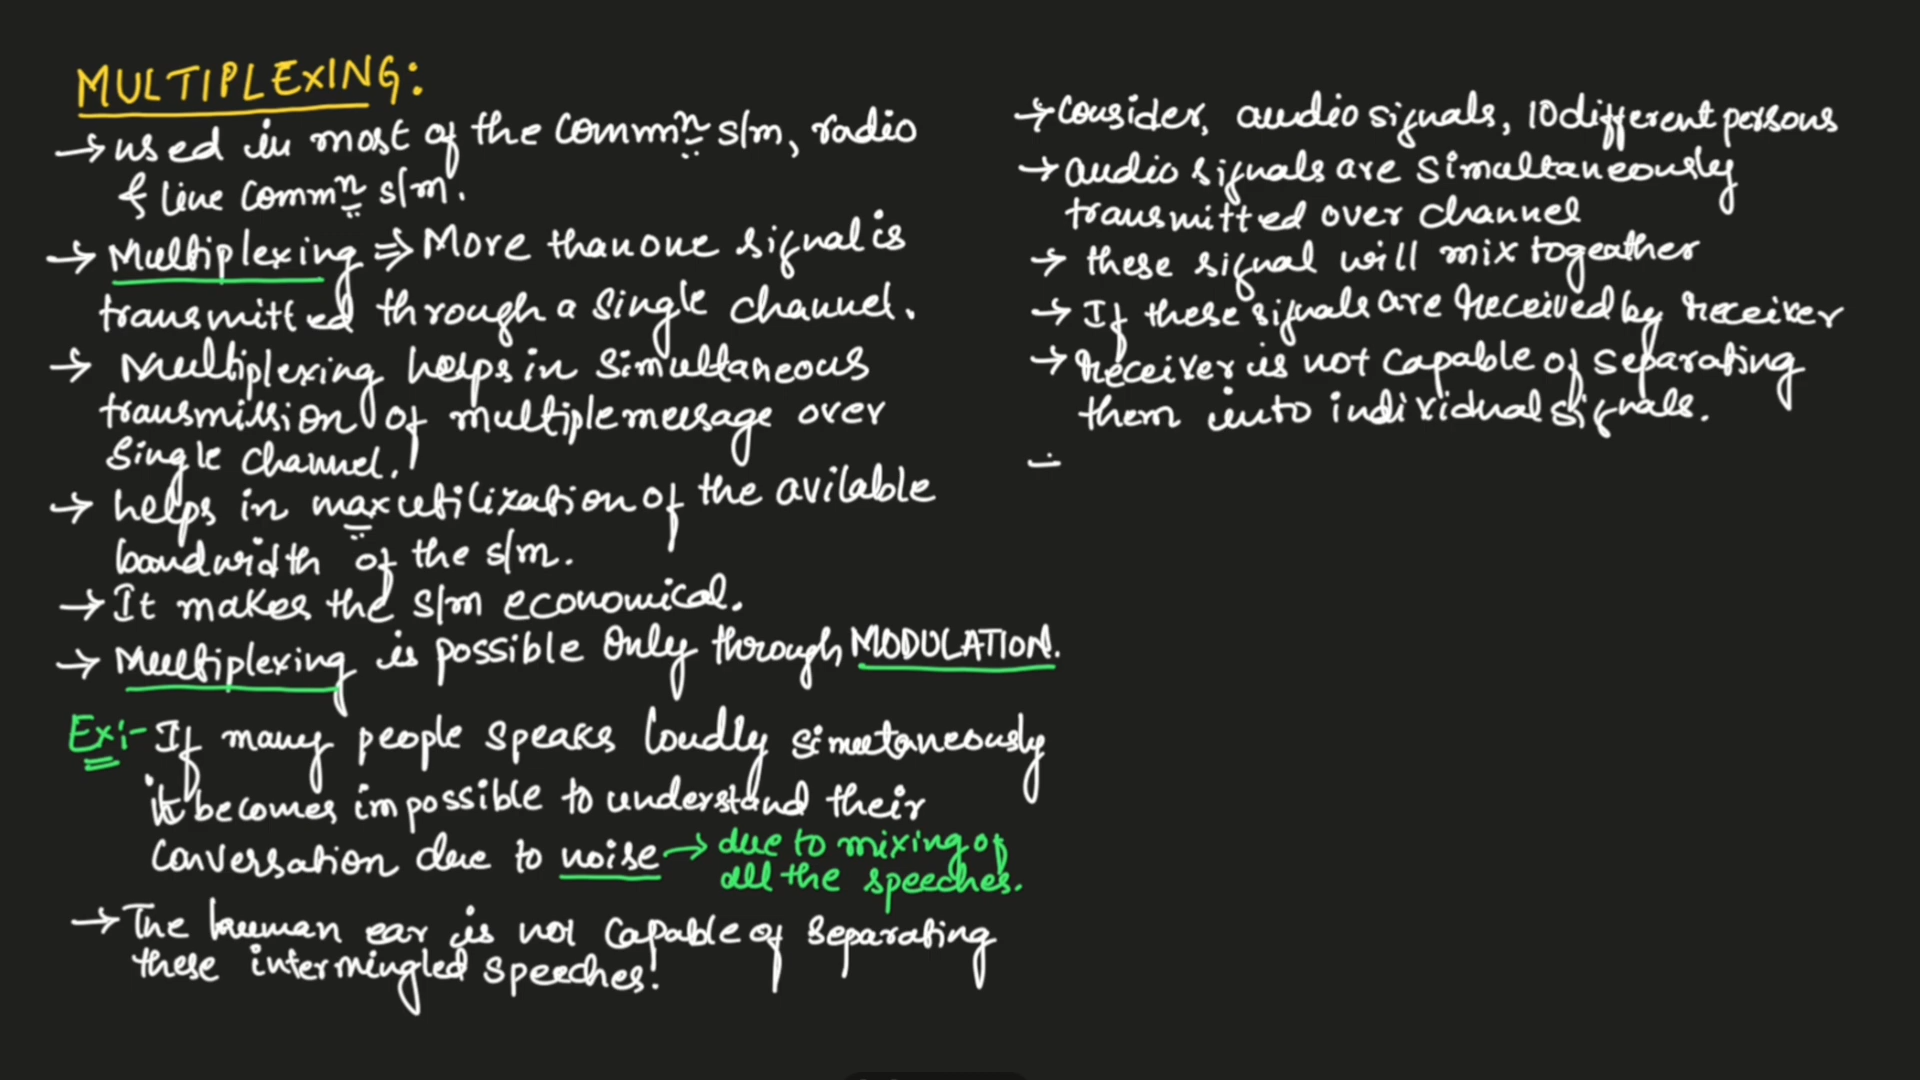 MULTIPLEXING:
→ used in most of the commⁿ s/m, radio
& line commⁿ s/m.
→ Multiplexing ⇒ More than one signal is
transmitted through a single channel.
→ Multiplexing helps in simultaneous
transmission of multiple message over
single channel.
→ helps in max utilization of the avilable
bandwidth of the s/m.
→ It makes the s/m economical.
→ Multiplexing is possible only through MODULATION.
Ex:- If many people speaks loudly simultaneously
it becomes impossible to understand their
conversation due to noise → due to mixing of
all the speeches.
→ The human ear is not capable of separating
these intermingled speeches.
→ consider, audio signals, 10 different persons
→ audio signals are simultaneously
transmitted over channel
→ these signal will mix togeather
→ If these signals are received by receiver
→ receiver is not capable of separating
them into individual signals.